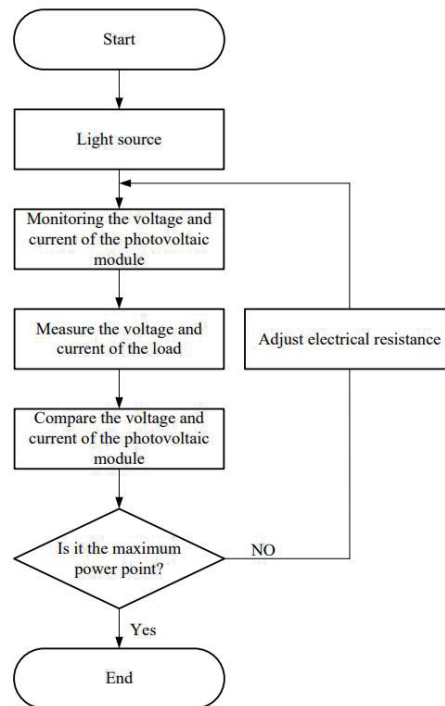 Start
Light source
Monitoring the voltage and
current of the photovoltaic
module
Measure the voltage and
current of the load
Adjust electrical resistance
Compare the voltage and
current of the photovoltaic
module
Is it the maximum
power point?
NO
Yes
End